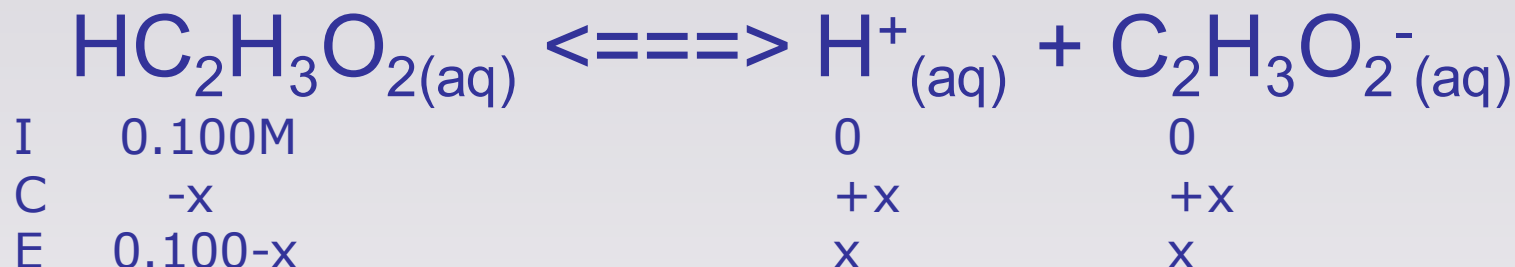 HC₂H₃O₂(aq) <===> H⁺(aq) + C₂H₃O₂⁻(aq)
I 0.100M 0 0
C -x +x +x
E 0.100-x x x